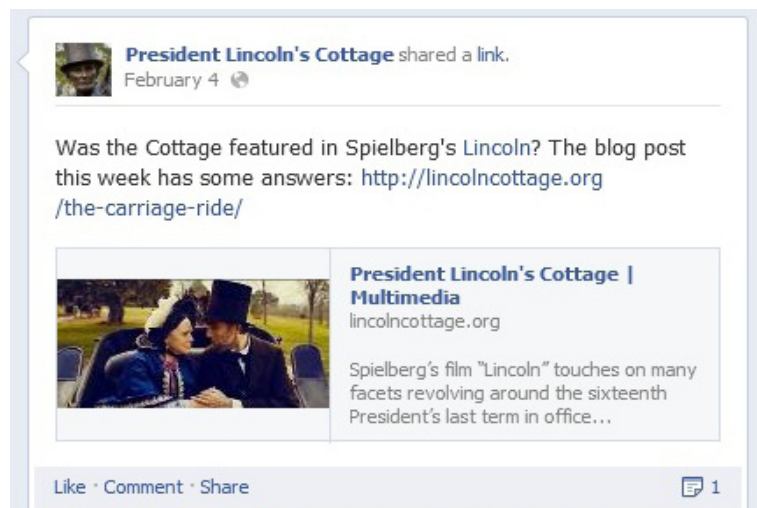 President Lincoln's Cottage shared a link.
February 4
Was the Cottage featured in Spielberg's Lincoln? The blog post
this week has some answers: http://lincolncottage.org
/the-carriage-ride/
President Lincoln's Cottage |
Multimedia
lincolncottage.org
Spielberg's film "Lincoln" touches on many
facets revolving around the sixteenth
President's last term in office...
Like · Comment · Share
1